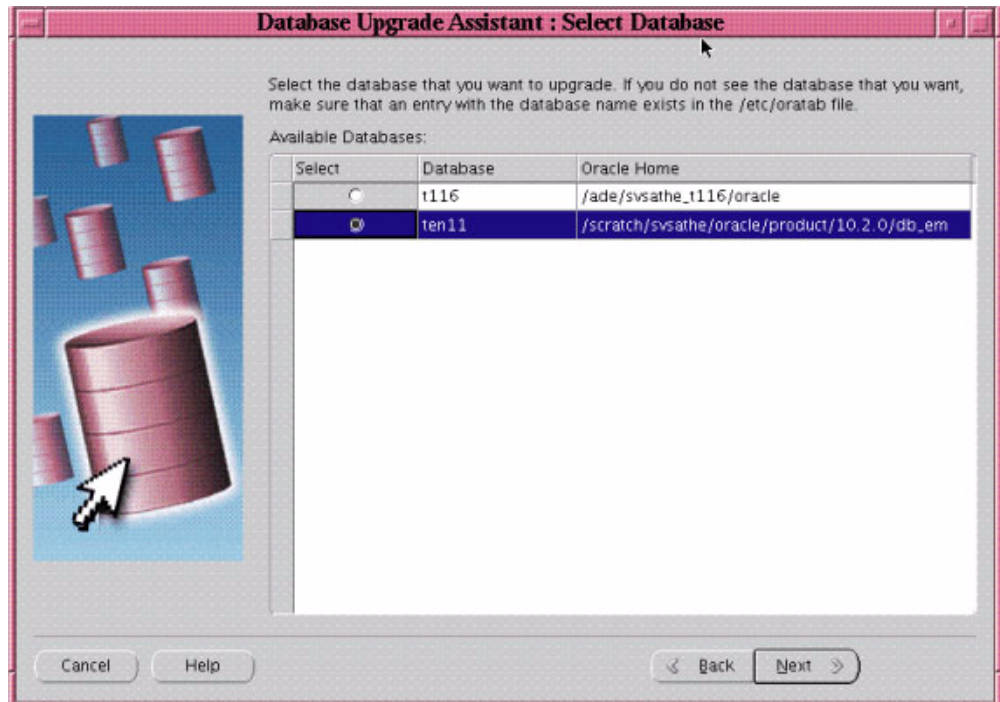 Database Upgrade Assistant : Select Database
Select the database that you want to upgrade. If you do not see the database that you want,
make sure that an entry with the database name exists in the /etc/oratab file.
Available Databases:
Select Database Oracle Home
t116 /ade/svsathe_t116/oracle
ten11 /scratch/svsathe/oracle/product/10.2.0/db_em
Cancel Help Back Next